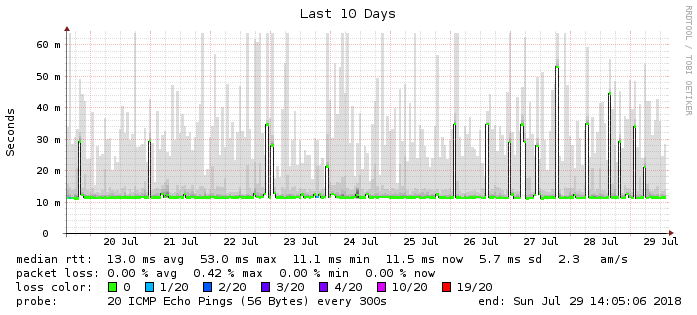 Last 10 Days
RRDTOOL / TOBI OETIKER
Seconds
60 m
50 m
40 m
30 m
20 m
10 m
0
20 Jul 21 Jul 22 Jul 23 Jul 24 Jul 25 Jul 26 Jul 27 Jul 28 Jul 29 Jul
median rtt: 13.0 ms avg 53.0 ms max 11.1 ms min 11.5 ms now 5.7 ms sd 2.3 am/s
packet loss: 0.00 % avg 0.42 % max 0.00 % min 0.00 % now
loss color: 0 1/20 2/20 3/20 4/20 10/20 19/20
probe: 20 ICMP Echo Pings (56 Bytes) every 300s end: Sun Jul 29 14:05:06 2018